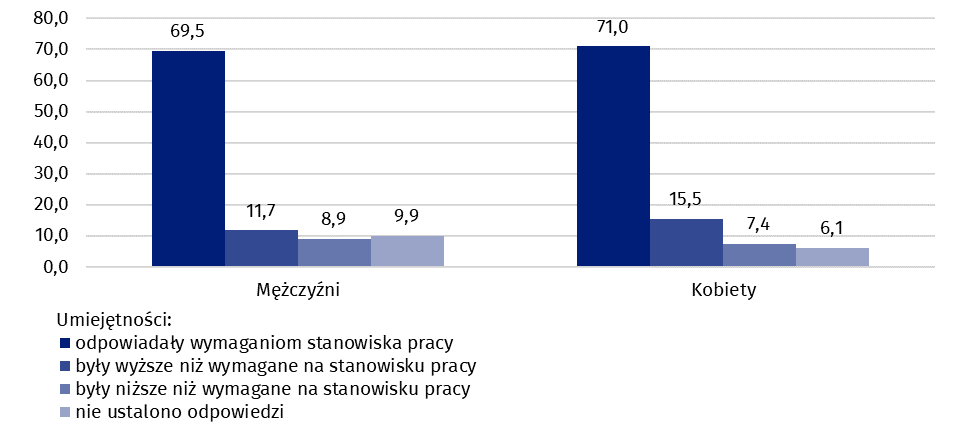 80,0
70,0
60,0
50,0
40,0
30,0
20,0
10,0
0,0
69,5
11,7
8,9
9,9
71,0
15,5
7,4
6,1
Mężczyźni
Kobiety
Umiejętności:
odpowiadały wymaganiom stanowiska pracy
były wyższe niż wymagane na stanowisku pracy
były niższe niż wymagane na stanowisku pracy
nie ustalono odpowiedzi